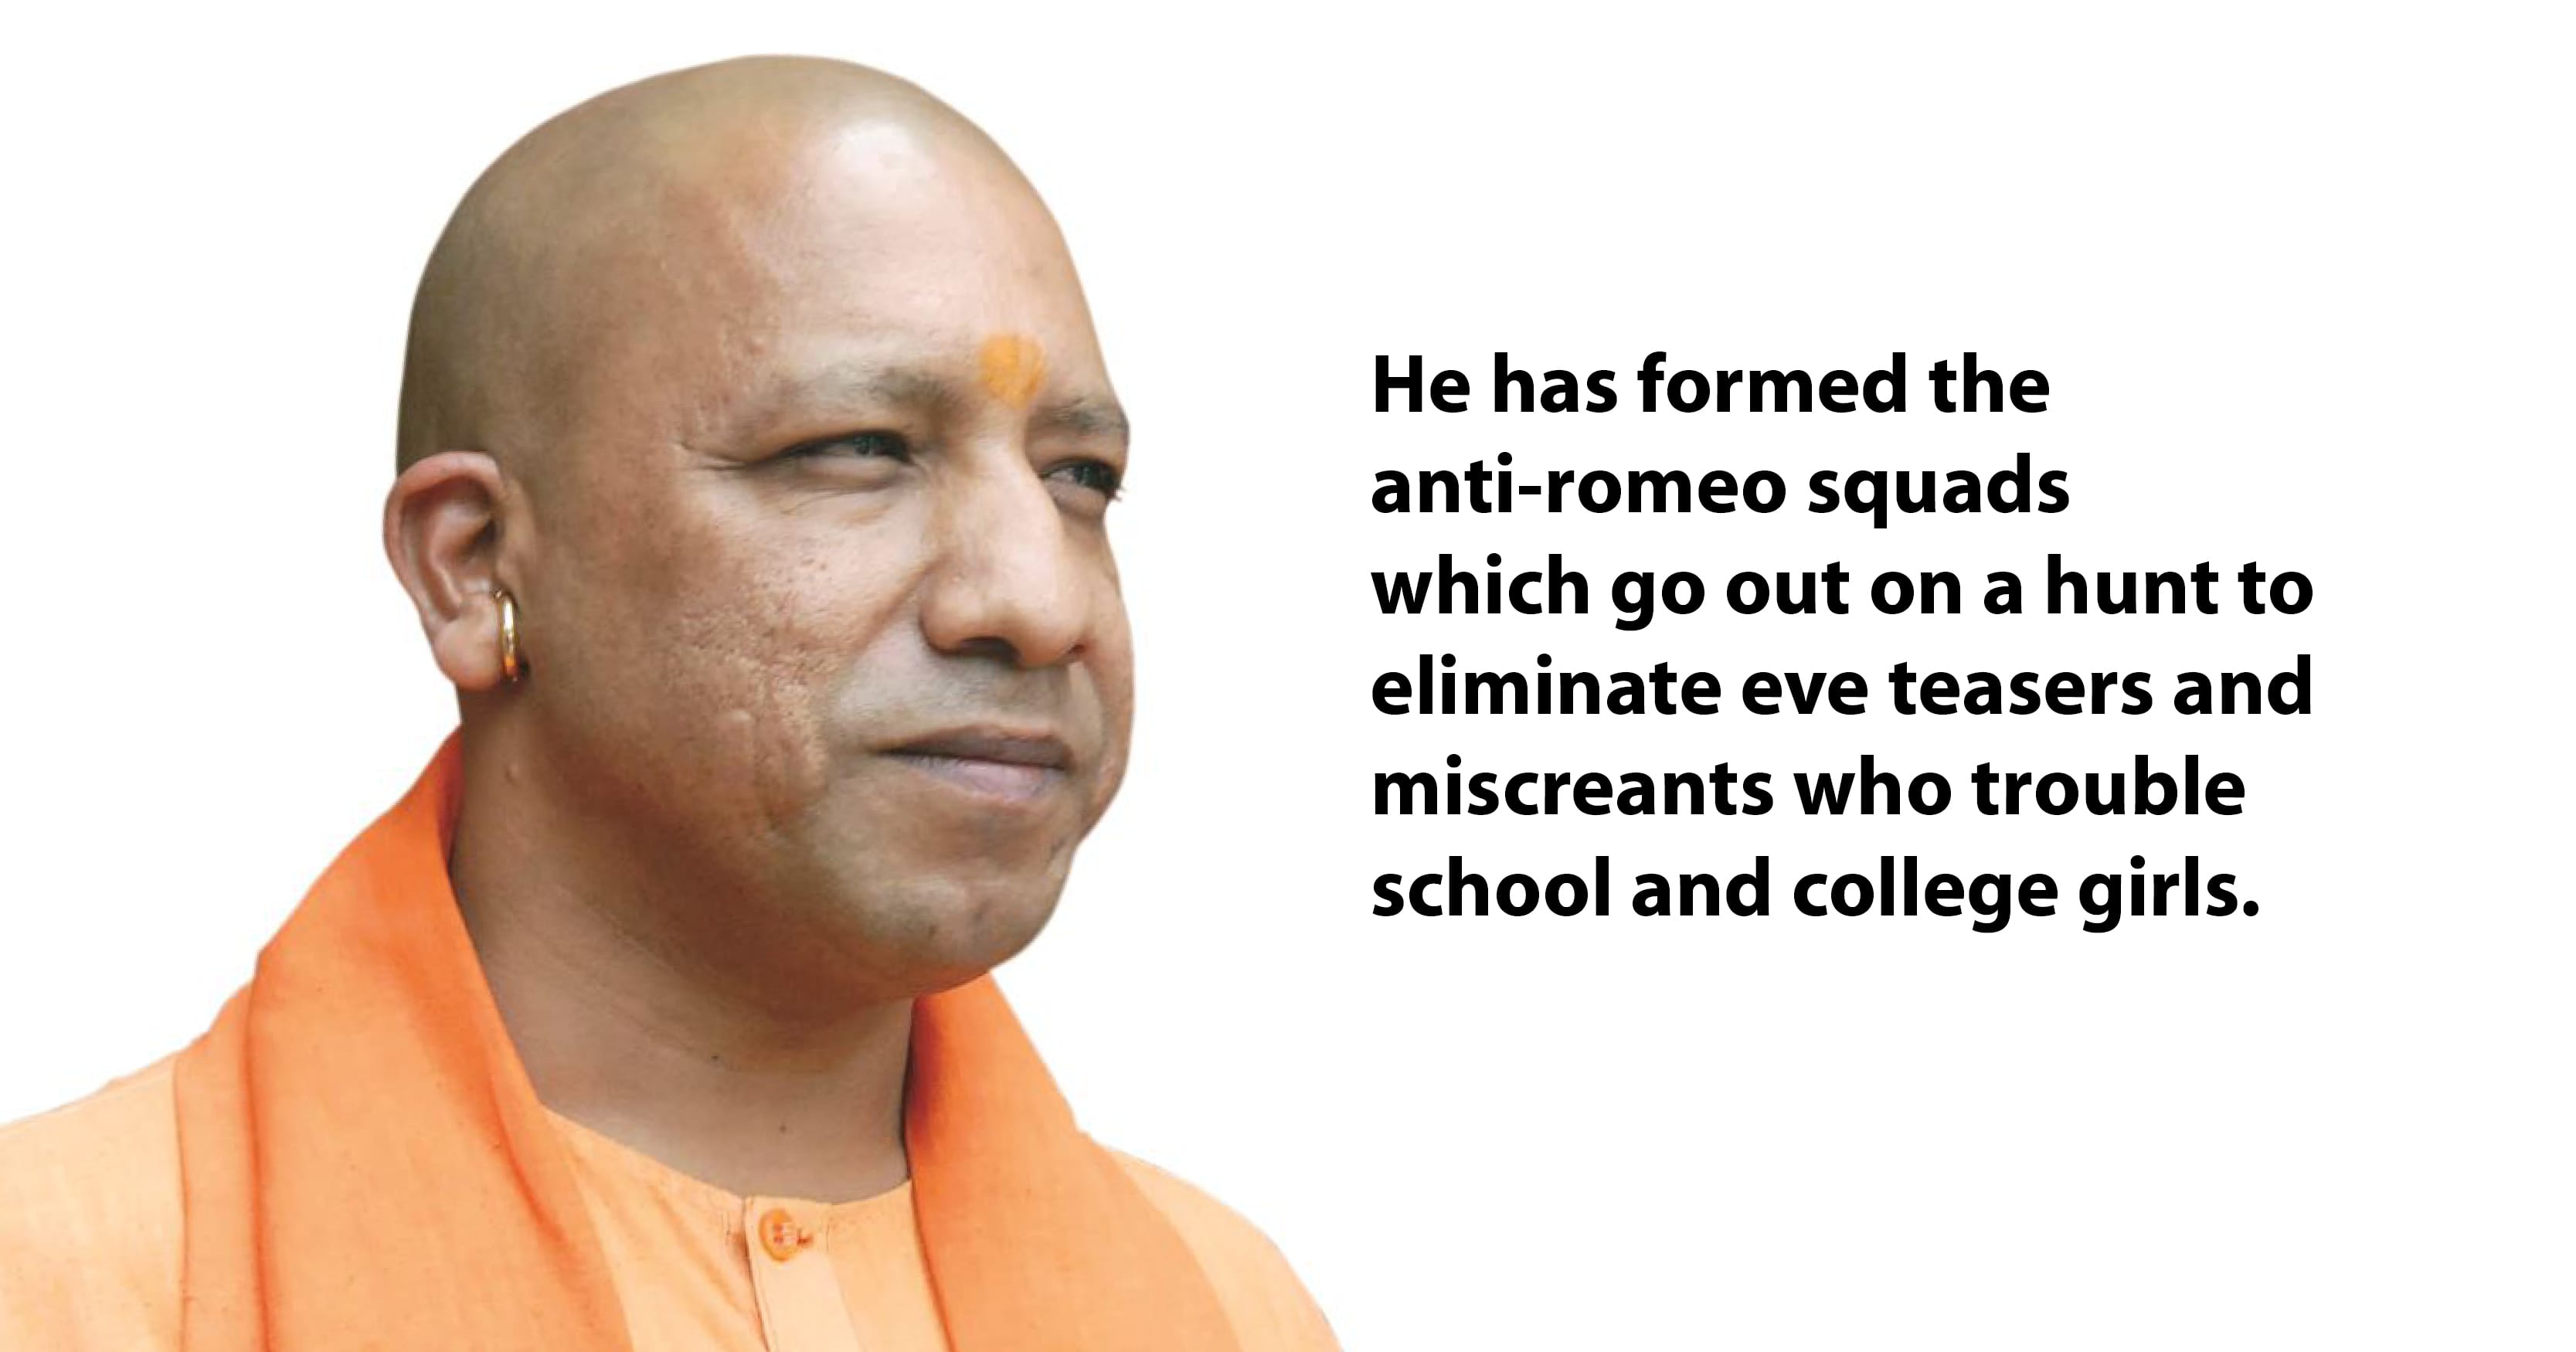 He has formed the
anti-romeo squads
which go out on a hunt to
eliminate eve teasers and
miscreants who trouble
school and college girls.